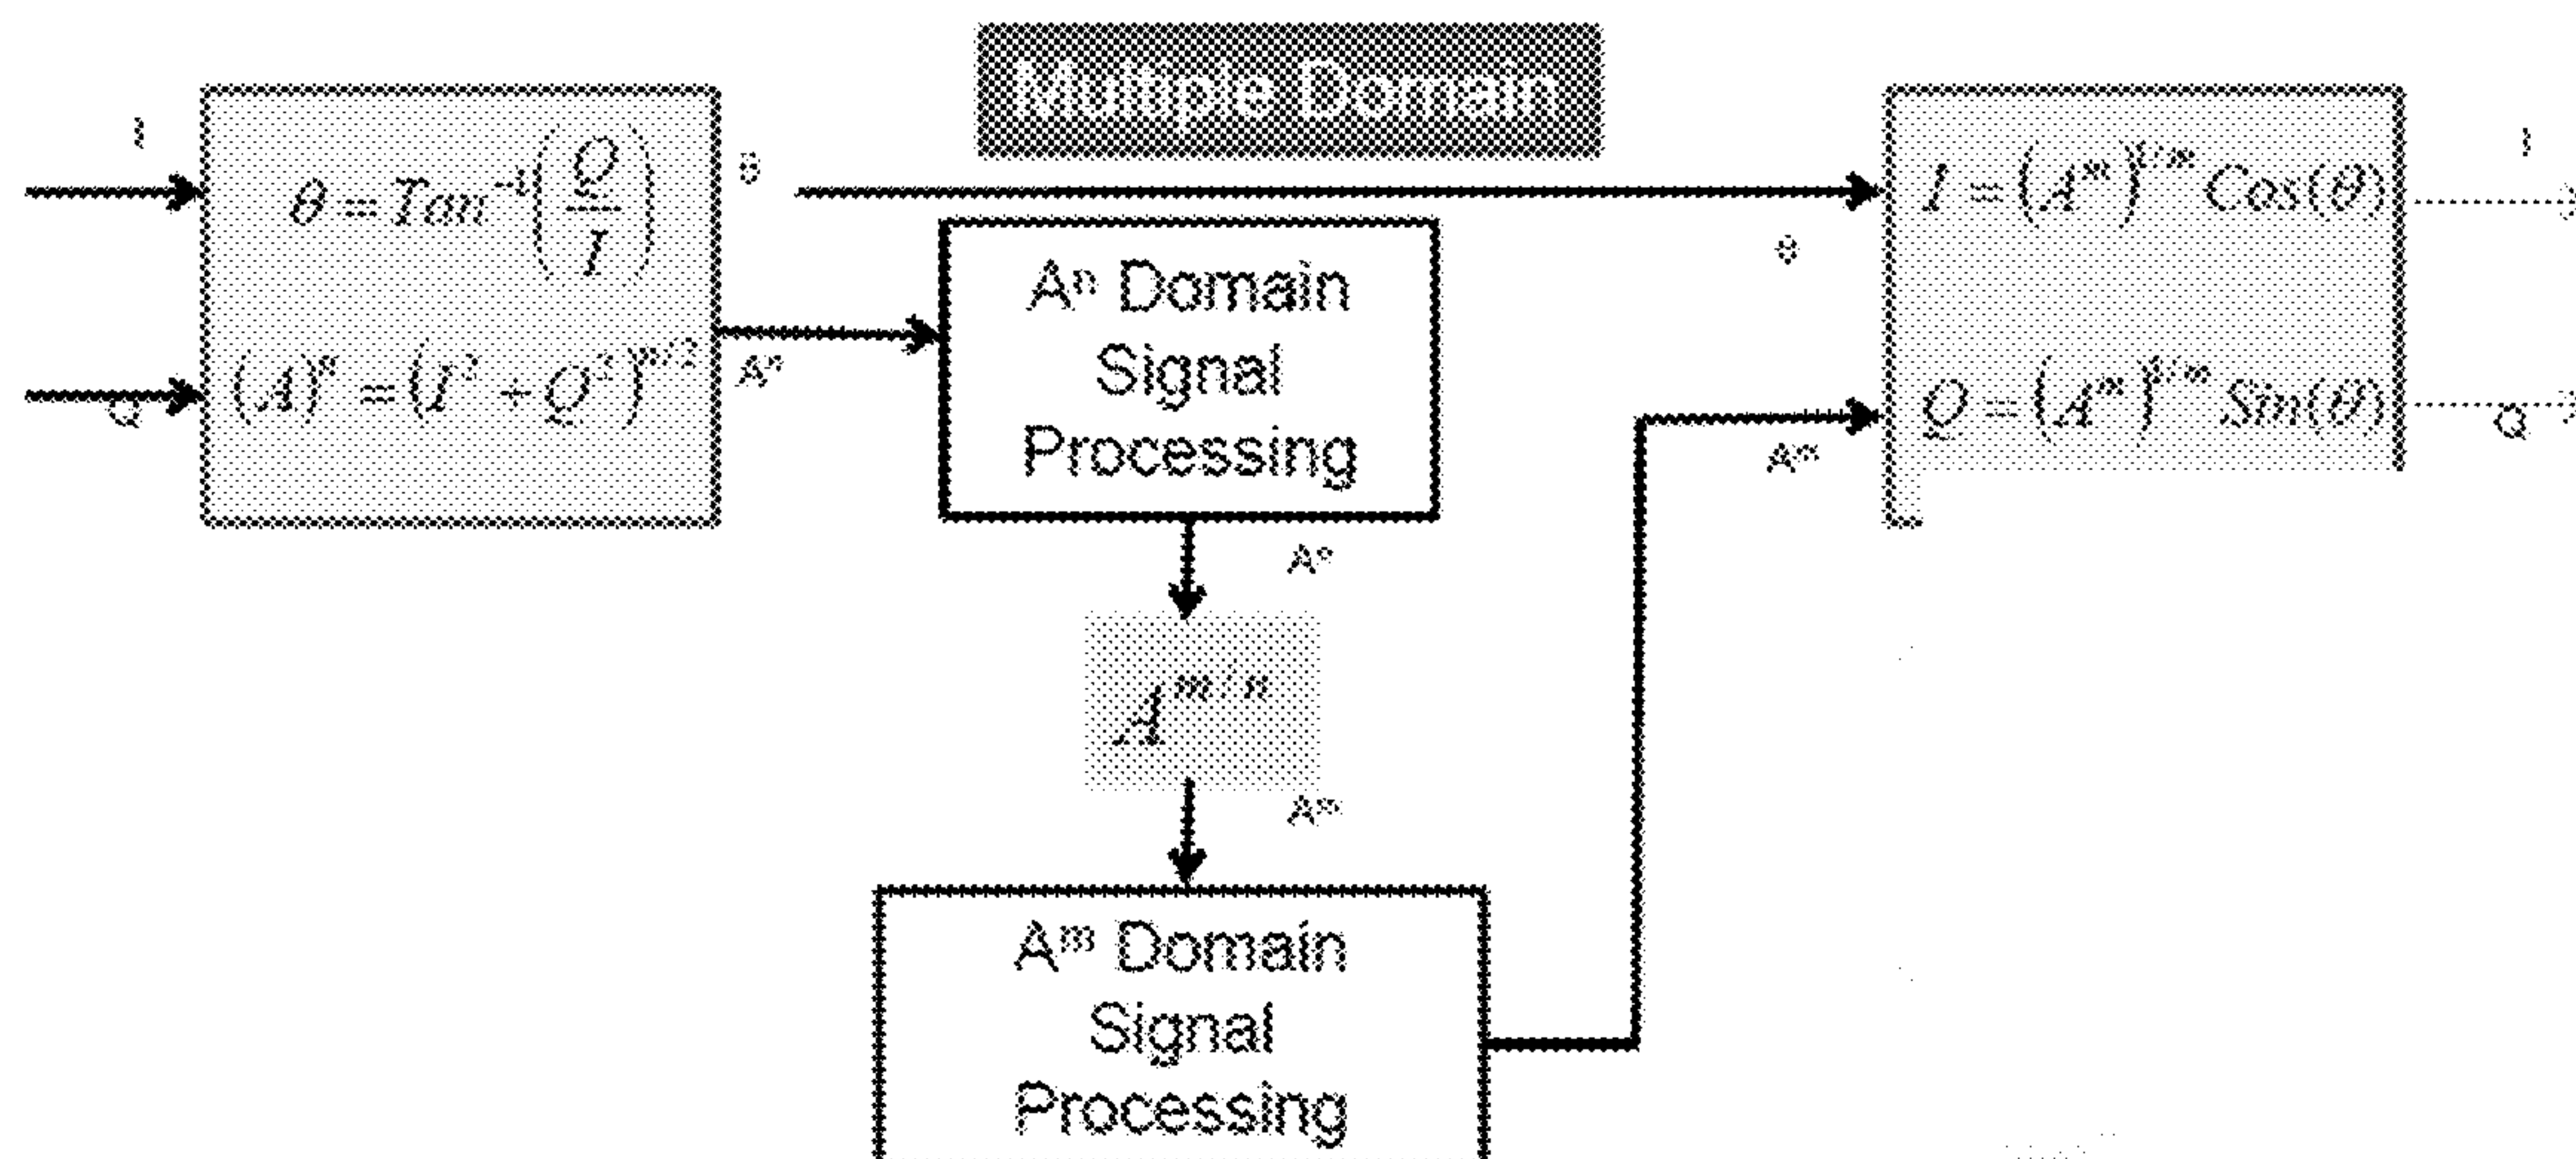 Multiple Domain
I
θ = Tan⁻¹(Q/I)
θ
I = (Aᵐ)^(1/m) Cos(θ)
I
θ
Aⁿ Domain
Signal
Processing
Q
(A)ⁿ = (I² + Q²)^(n/2)
Aⁿ
Q = (Aᵐ)^(1/m) Sin(θ)
Q
Aᵐ
Aⁿ
A^(m/n)
Aᵐ
Aᵐ Domain
Signal
Processing